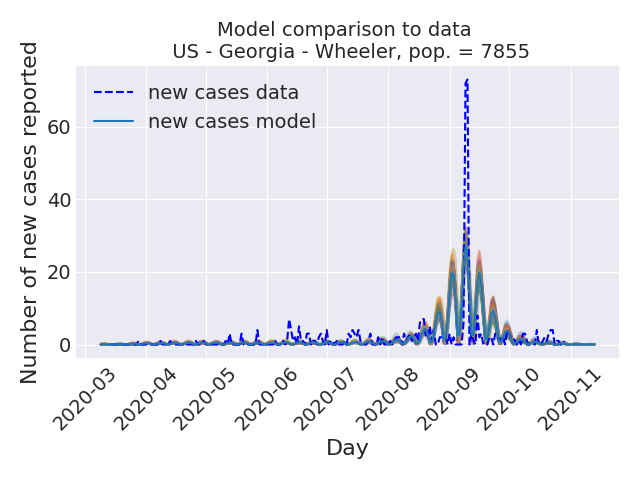 Model comparison to data
US - Georgia - Wheeler, pop. = 7855
Number of new cases reported
new cases data
new cases model
60
40
20
0
2020-03
2020-04
2020-05
2020-06
2020-07
2020-08
2020-09
2020-10
2020-11
Day